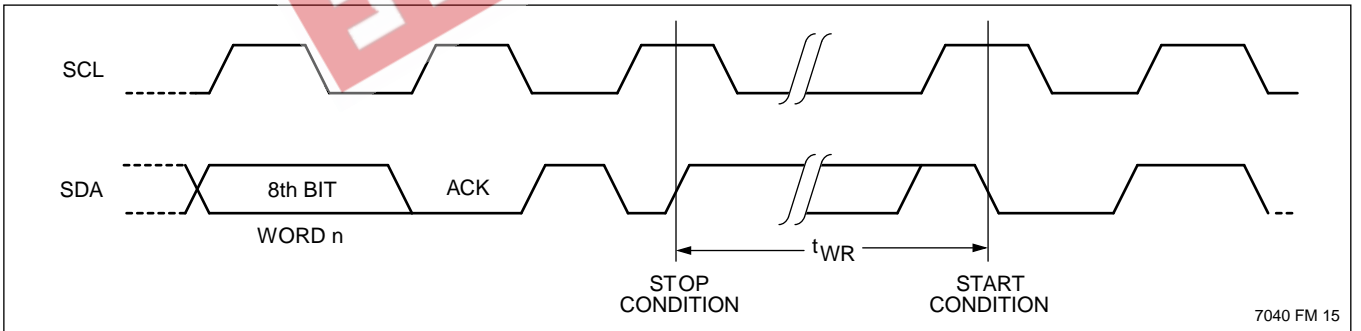 SCL
SDA
8th BIT
ACK
WORD n
tWR
STOP
CONDITION
START
CONDITION
7040 FM 15